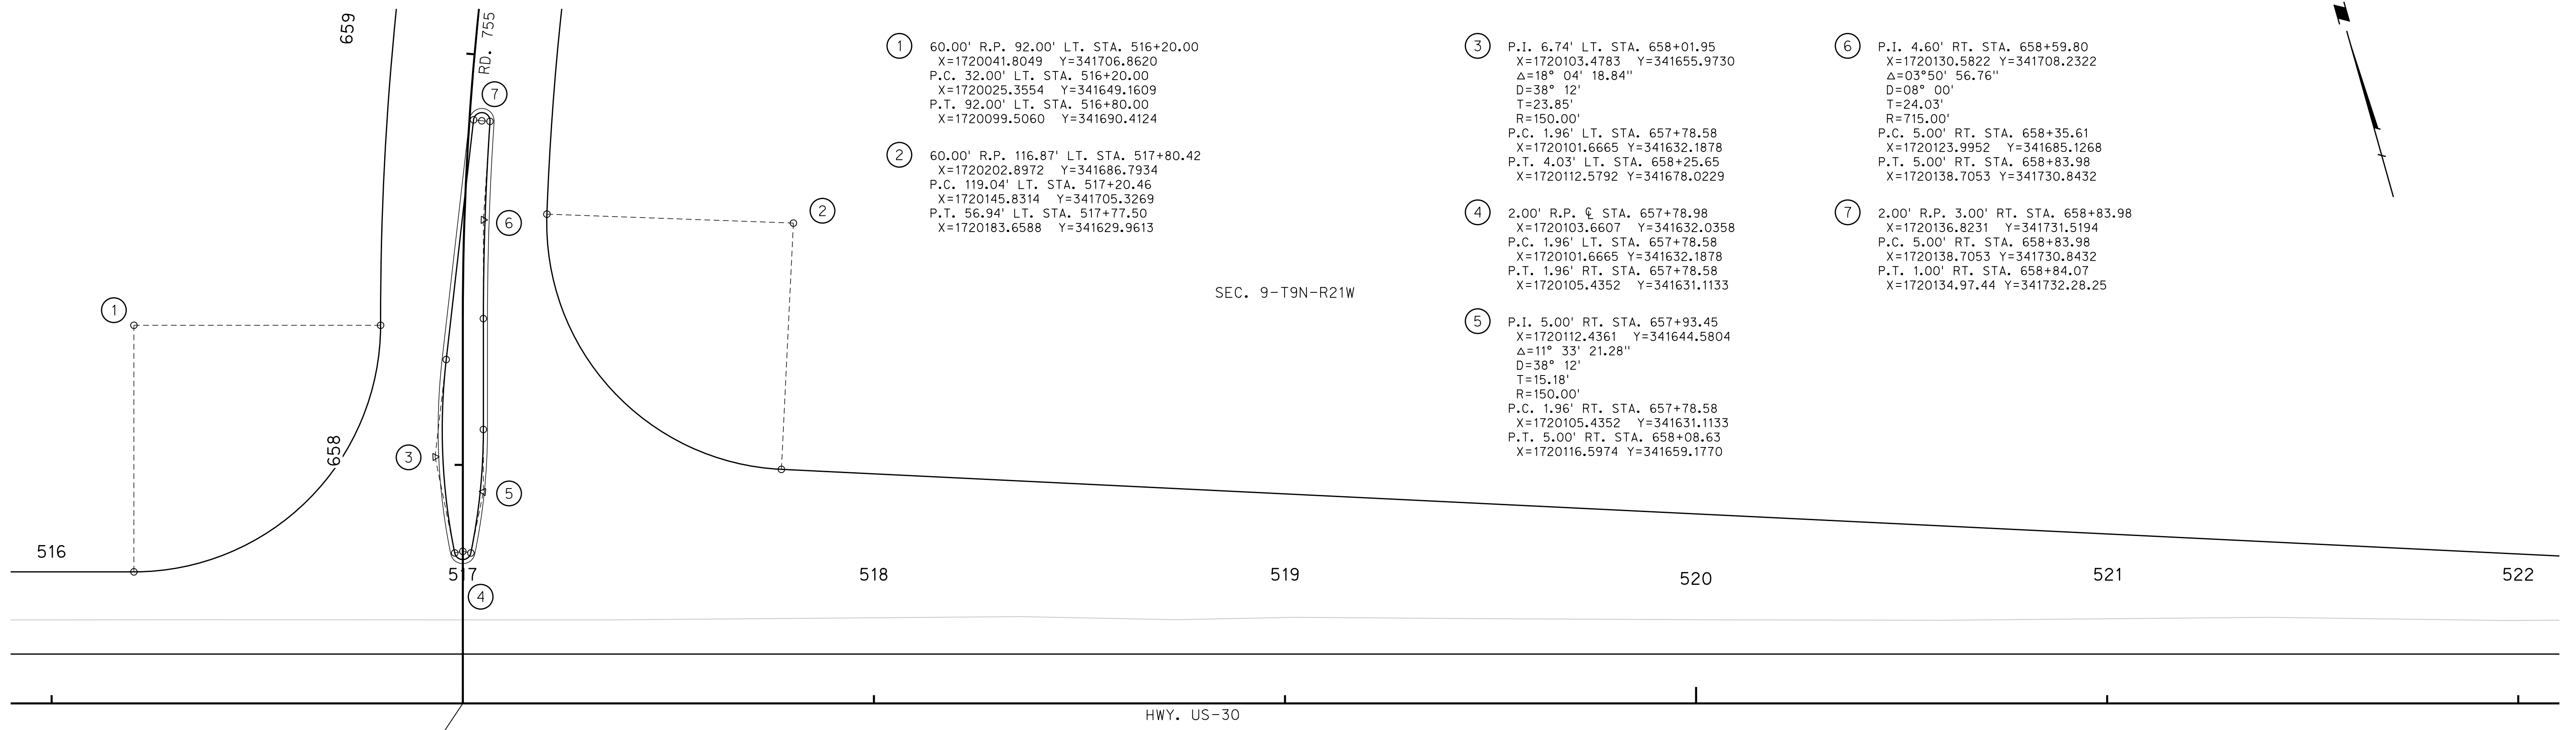 659
RD. 755
7
6
2
1
658
3
5
516
517
4
518
519
520
521
522
HWY. US-30
SEC. 9-T9N-R21W
1 60.00' R.P. 92.00' LT. STA. 516+20.00
X=1720041.8049 Y=341706.8620
P.C. 32.00' LT. STA. 516+20.00
X=1720025.3554 Y=341649.1609
P.T. 92.00' LT. STA. 516+80.00
X=1720099.5060 Y=341690.4124
2 60.00' R.P. 116.87' LT. STA. 517+80.42
X=1720202.8972 Y=341686.7934
P.C. 119.04' LT. STA. 517+20.46
X=1720145.8314 Y=341705.3269
P.T. 56.94' LT. STA. 517+77.50
X=1720183.6588 Y=341629.9613
3 P.I. 6.74' LT. STA. 658+01.95
X=1720103.4783 Y=341655.9730
△=18° 04' 18.84"
D=38° 12'
T=23.85'
R=150.00'
P.C. 1.96' LT. STA. 657+78.58
X=1720101.6665 Y=341632.1878
P.T. 4.03' LT. STA. 658+25.65
X=1720112.5792 Y=341678.0229
4 2.00' R.P. ℄ STA. 657+78.98
X=1720103.6607 Y=341632.0358
P.C. 1.96' LT. STA. 657+78.58
X=1720101.6665 Y=341632.1878
P.T. 1.96' RT. STA. 657+78.58
X=1720105.4352 Y=341631.1133
5 P.I. 5.00' RT. STA. 657+93.45
X=1720112.4361 Y=341644.5804
△=11° 33' 21.28"
D=38° 12'
T=15.18'
R=150.00'
P.C. 1.96' RT. STA. 657+78.58
X=1720105.4352 Y=341631.1133
P.T. 5.00' RT. STA. 658+08.63
X=1720116.5974 Y=341659.1770
6 P.I. 4.60' RT. STA. 658+59.80
X=1720130.5822 Y=341708.2322
△=03°50' 56.76"
D=08° 00'
T=24.03'
R=715.00'
P.C. 5.00' RT. STA. 658+35.61
X=1720123.9952 Y=341685.1268
P.T. 5.00' RT. STA. 658+83.98
X=1720138.7053 Y=341730.8432
7 2.00' R.P. 3.00' RT. STA. 658+83.98
X=1720136.8231 Y=341731.5194
P.C. 5.00' RT. STA. 658+83.98
X=1720138.7053 Y=341730.8432
P.T. 1.00' RT. STA. 658+84.07
X=1720134.97.44 Y=341732.28.25